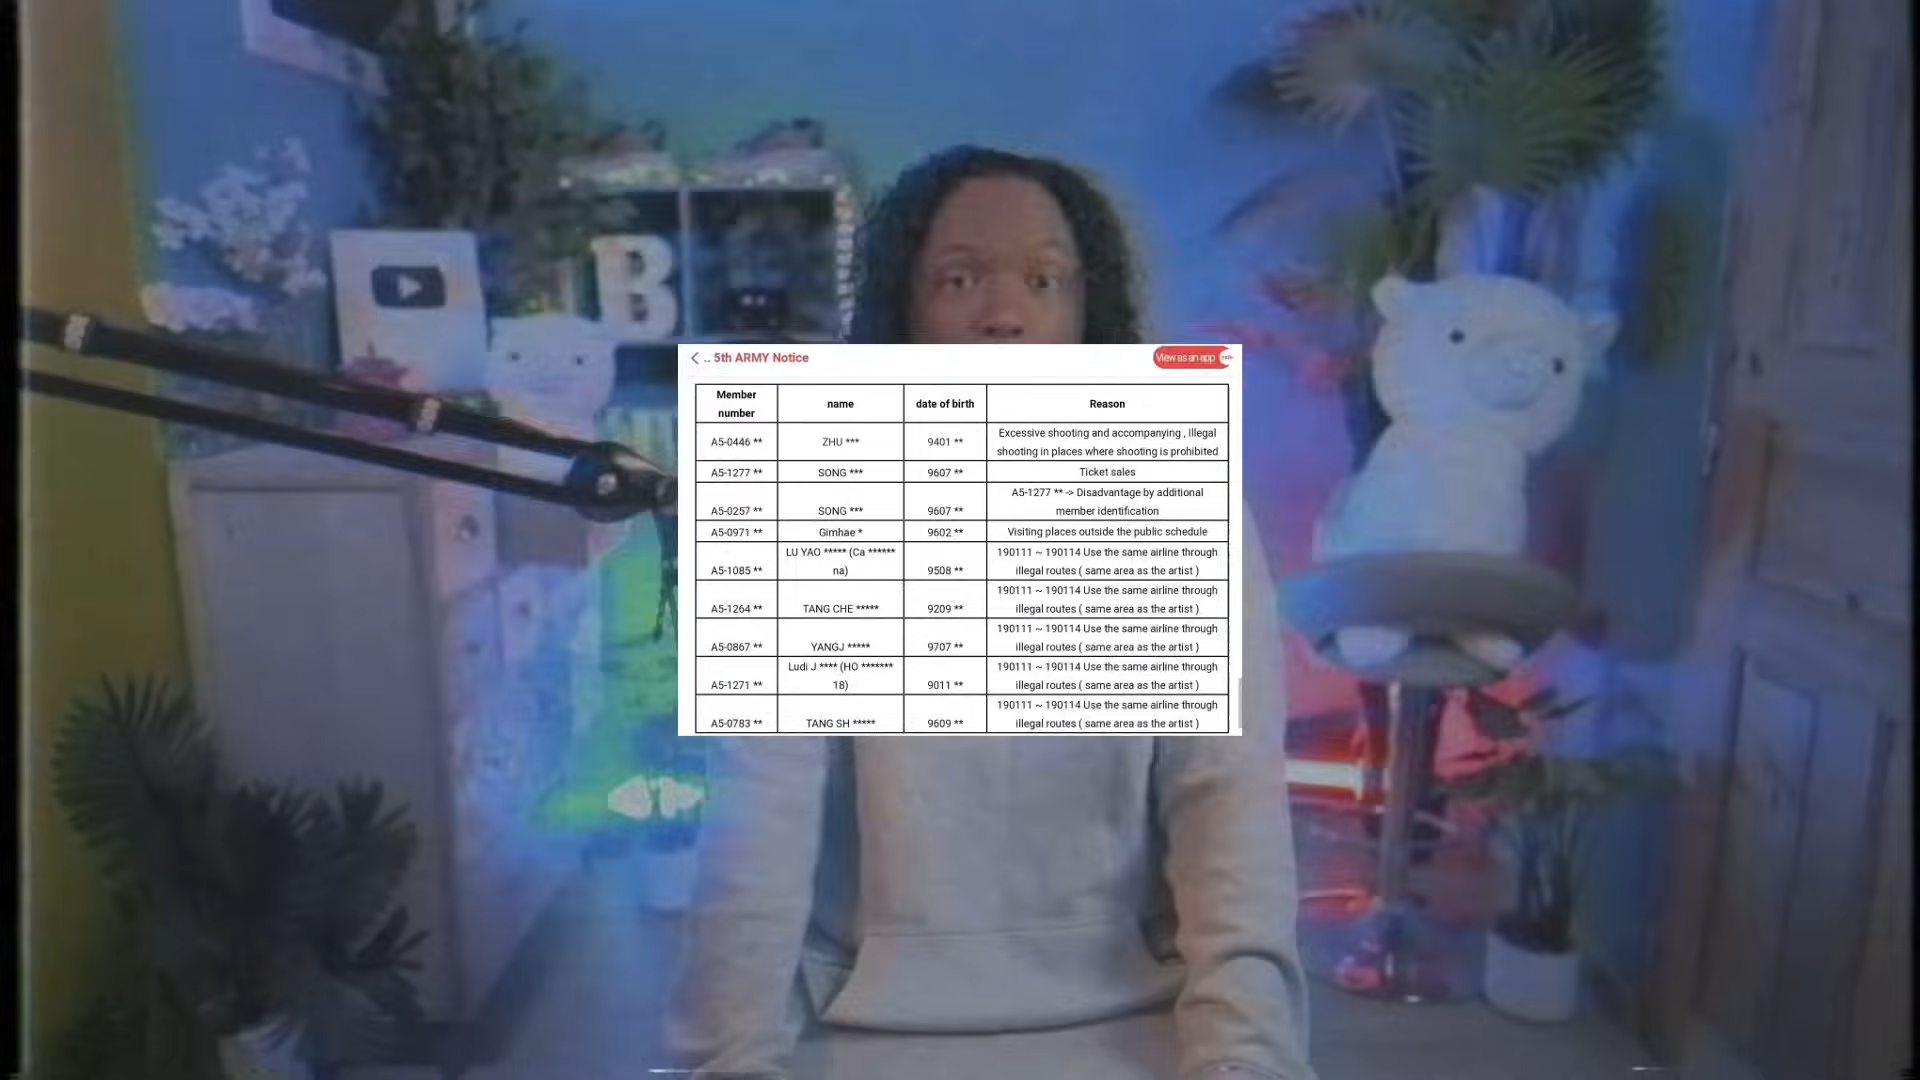 B
.. 5th ARMY Notice
View as an app
Member
number
name
date of birth
Reason
A5-0446 **
ZHU ***
9401 **
Excessive shooting and accompanying , Illegal
shooting in places where shooting is prohibited
A5-1277 **
SONG ***
9607 **
Ticket sales
A5-0257 **
SONG ***
9607 **
A5-1277 ** -> Disadvantage by additional
member identification
A5-0971 **
Gimhae *
9602 **
Visiting places outside the public schedule
A5-1085 **
LU YAO ***** (Ca ******
na)
9508 **
190111 ~ 190114 Use the same airline through
illegal routes ( same area as the artist )
A5-1264 **
TANG CHE *****
9209 **
190111 ~ 190114 Use the same airline through
illegal routes ( same area as the artist )
A5-0867 **
YANGJ *****
9707 **
190111 ~ 190114 Use the same airline through
illegal routes ( same area as the artist )
A5-1271 **
Ludi J **** (HO *******
18)
9011 **
190111 ~ 190114 Use the same airline through
illegal routes ( same area as the artist )
A5-0783 **
TANG SH *****
9609 **
190111 ~ 190114 Use the same airline through
illegal routes ( same area as the artist )